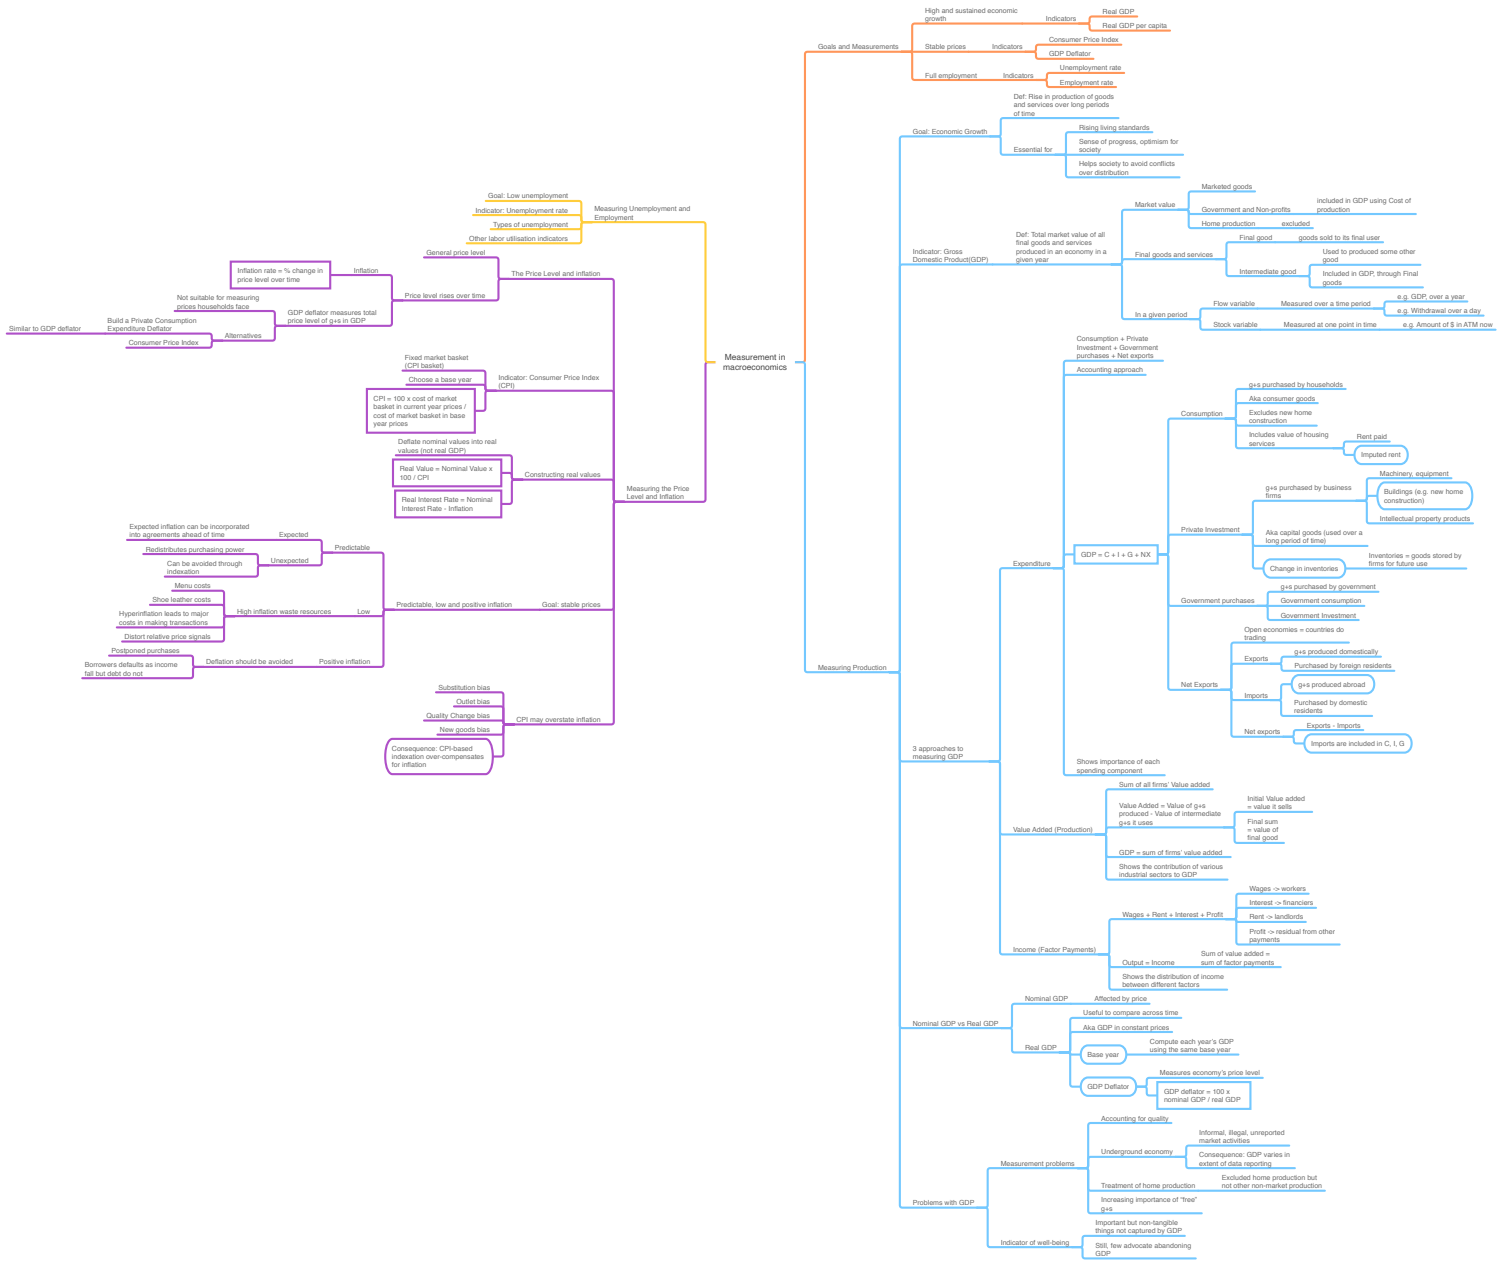 Measurement in
macroeconomics
Goals and Measurements
High and sustained economic
growth
Indicators
Real GDP
Real GDP per capita
Stable prices
Indicators
Consumer Price Index
GDP Deflator
Full employment
Indicators
Unemployment rate
Employment rate
Measuring Production
Goal: Economic Growth
Def: Rise in production of goods
and services over long periods
of time
Essential for
Rising living standards
Sense of progress, optimism for
society
Helps society to avoid conflicts
over distribution
Indicator: Gross
Domestic Product(GDP)
Def: Total market value of all
final goods and services
produced in an economy in a
given year
Market value
Marketed goods
Government and Non-profits
included in GDP using Cost of
production
Home production
excluded
Final goods and services
Final good
goods sold to its final user
Intermediate good
Used to produced some other
good
Included in GDP, through Final
goods
In a given period
Flow variable
Measured over a time period
e.g. GDP, over a year
e.g. Withdrawal over a day
Stock variable
Measured at one point in time
e.g. Amount of $ in ATM now
3 approaches to
measuring GDP
Expenditure
Consumption + Private
Investment + Government
purchases + Net exports
Accounting approach
GDP = C + I + G + NX
Consumption
g+s purchased by households
Aka consumer goods
Excludes new home
construction
Includes value of housing
services
Rent paid
Imputed rent
Private Investment
g+s purchased by business
firms
Machinery, equipment
Buildings (e.g. new home
construction)
Intellectual property products
Aka capital goods (used over a
long period of time)
Change in inventories
Inventories = goods stored by
firms for future use
Government purchases
g+s purchased by government
Government consumption
Government Investment
Net Exports
Open economies = countries do
trading
Exports
g+s produced domestically
Purchased by foreign residents
Imports
g+s produced abroad
Purchased by domestic
residents
Net exports
Exports - Imports
Imports are included in C, I, G
Shows importance of each
spending component
Value Added (Production)
Sum of all firms' Value added
Value Added = Value of g+s
produced - Value of intermediate
g+s it uses
Initial Value added
= value it sells
Final sum
= value of
final good
GDP = sum of firms' value added
Shows the contribution of various
industrial sectors to GDP
Income (Factor Payments)
Wages + Rent + Interest + Profit
Wages -> workers
Interest -> financiers
Rent -> landlords
Profit -> residual from other
payments
Output = Income
Sum of value added =
sum of factor payments
Shows the distribution of income
between different factors
Nominal GDP vs Real GDP
Nominal GDP
Affected by price
Real GDP
Useful to compare across time
Aka GDP in constant prices
Base year
Compute each year's GDP
using the same base year
GDP Deflator
Measures economy's price level
GDP deflator = 100 x
nominal GDP / real GDP
Problems with GDP
Measurement problems
Accounting for quality
Underground economy
Informal, illegal, unreported
market activities
Consequence: GDP varies in
extent of data reporting
Treatment of home production
Excluded home production but
not other non-market production
Increasing importance of "free"
g+s
Indicator of well-being
Important but non-tangible
things not captured by GDP
Still, few advocate abandoning
GDP
Measuring Unemployment and
Employment
Goal: Low unemployment
Indicator: Unemployment rate
Types of unemployment
Other labor utilisation indicators
Measuring the Price
Level and Inflation
The Price Level and inflation
General price level
Price level rises over time
Inflation
Inflation rate = % change in
price level over time
GDP deflator measures total
price level of g+s in GDP
Not suitable for measuring
prices households face
Alternatives
Build a Private Consumption
Expenditure Deflator
Similar to GDP deflator
Consumer Price Index
Indicator: Consumer Price Index
(CPI)
Fixed market basket
(CPI basket)
Choose a base year
CPI = 100 x cost of market
basket in current year prices /
cost of market basket in base
year prices
Constructing real values
Deflate nominal values into real
values (not real GDP)
Real Value = Nominal Value x
100 / CPI
Real Interest Rate = Nominal
Interest Rate - Inflation
Goal: stable prices
Predictable, low and positive inflation
Predictable
Expected
Expected inflation can be incorporated
into agreements ahead of time
Unexpected
Redistributes purchasing power
Can be avoided through
indexation
Low
High inflation waste resources
Menu costs
Shoe leather costs
Hyperinflation leads to major
costs in making transactions
Distort relative price signals
Positive inflation
Deflation should be avoided
Postponed purchases
Borrowers defaults as income
fall but debt do not
CPI may overstate inflation
Substitution bias
Outlet bias
Quality Change bias
New goods bias
Consequence: CPI-based
indexation over-compensates
for inflation